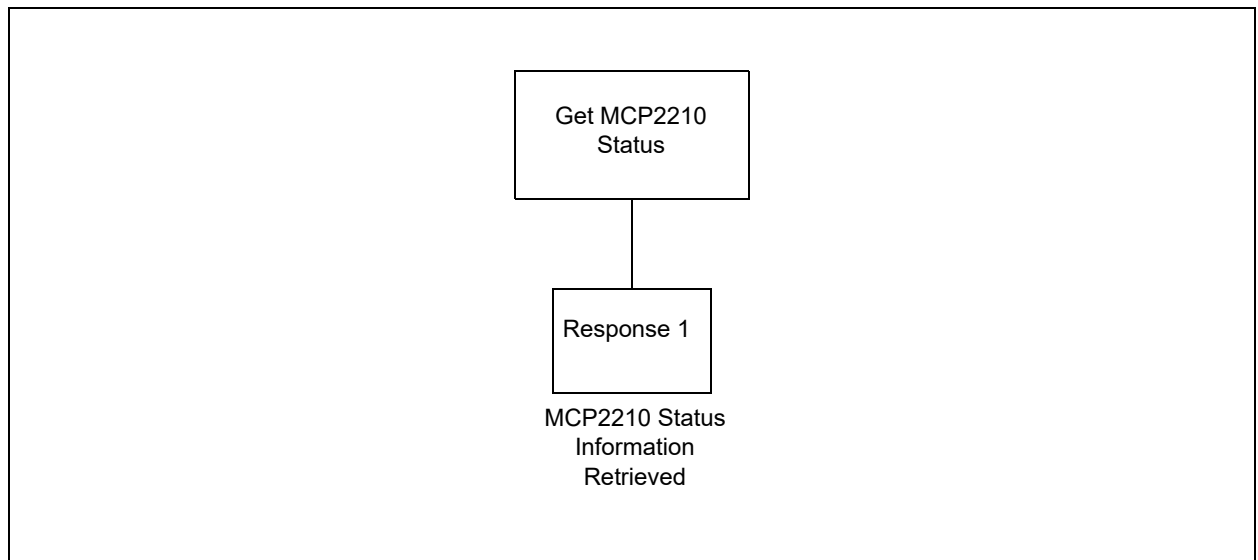 Get MCP2210
Status
Response 1
MCP2210 Status
Information
Retrieved